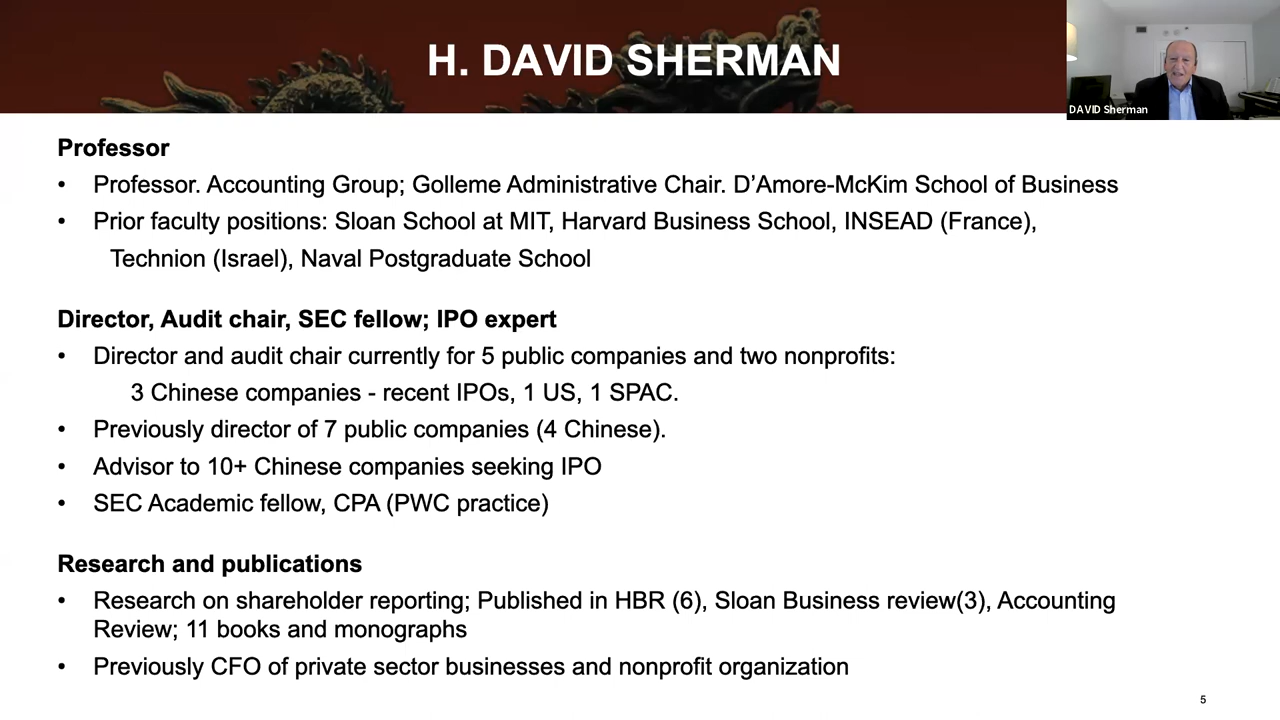 H. DAVID SHERMAN
DAVID Sherman
Professor
• Professor. Accounting Group; Golleme Administrative Chair. D’Amore-McKim School of Business
• Prior faculty positions: Sloan School at MIT, Harvard Business School, INSEAD (France),
Technion (Israel), Naval Postgraduate School
Director, Audit chair, SEC fellow; IPO expert
• Director and audit chair currently for 5 public companies and two nonprofits:
3 Chinese companies - recent IPOs, 1 US, 1 SPAC.
• Previously director of 7 public companies (4 Chinese).
• Advisor to 10+ Chinese companies seeking IPO
• SEC Academic fellow, CPA (PWC practice)
Research and publications
• Research on shareholder reporting; Published in HBR (6), Sloan Business review(3), Accounting
Review; 11 books and monographs
• Previously CFO of private sector businesses and nonprofit organization
5